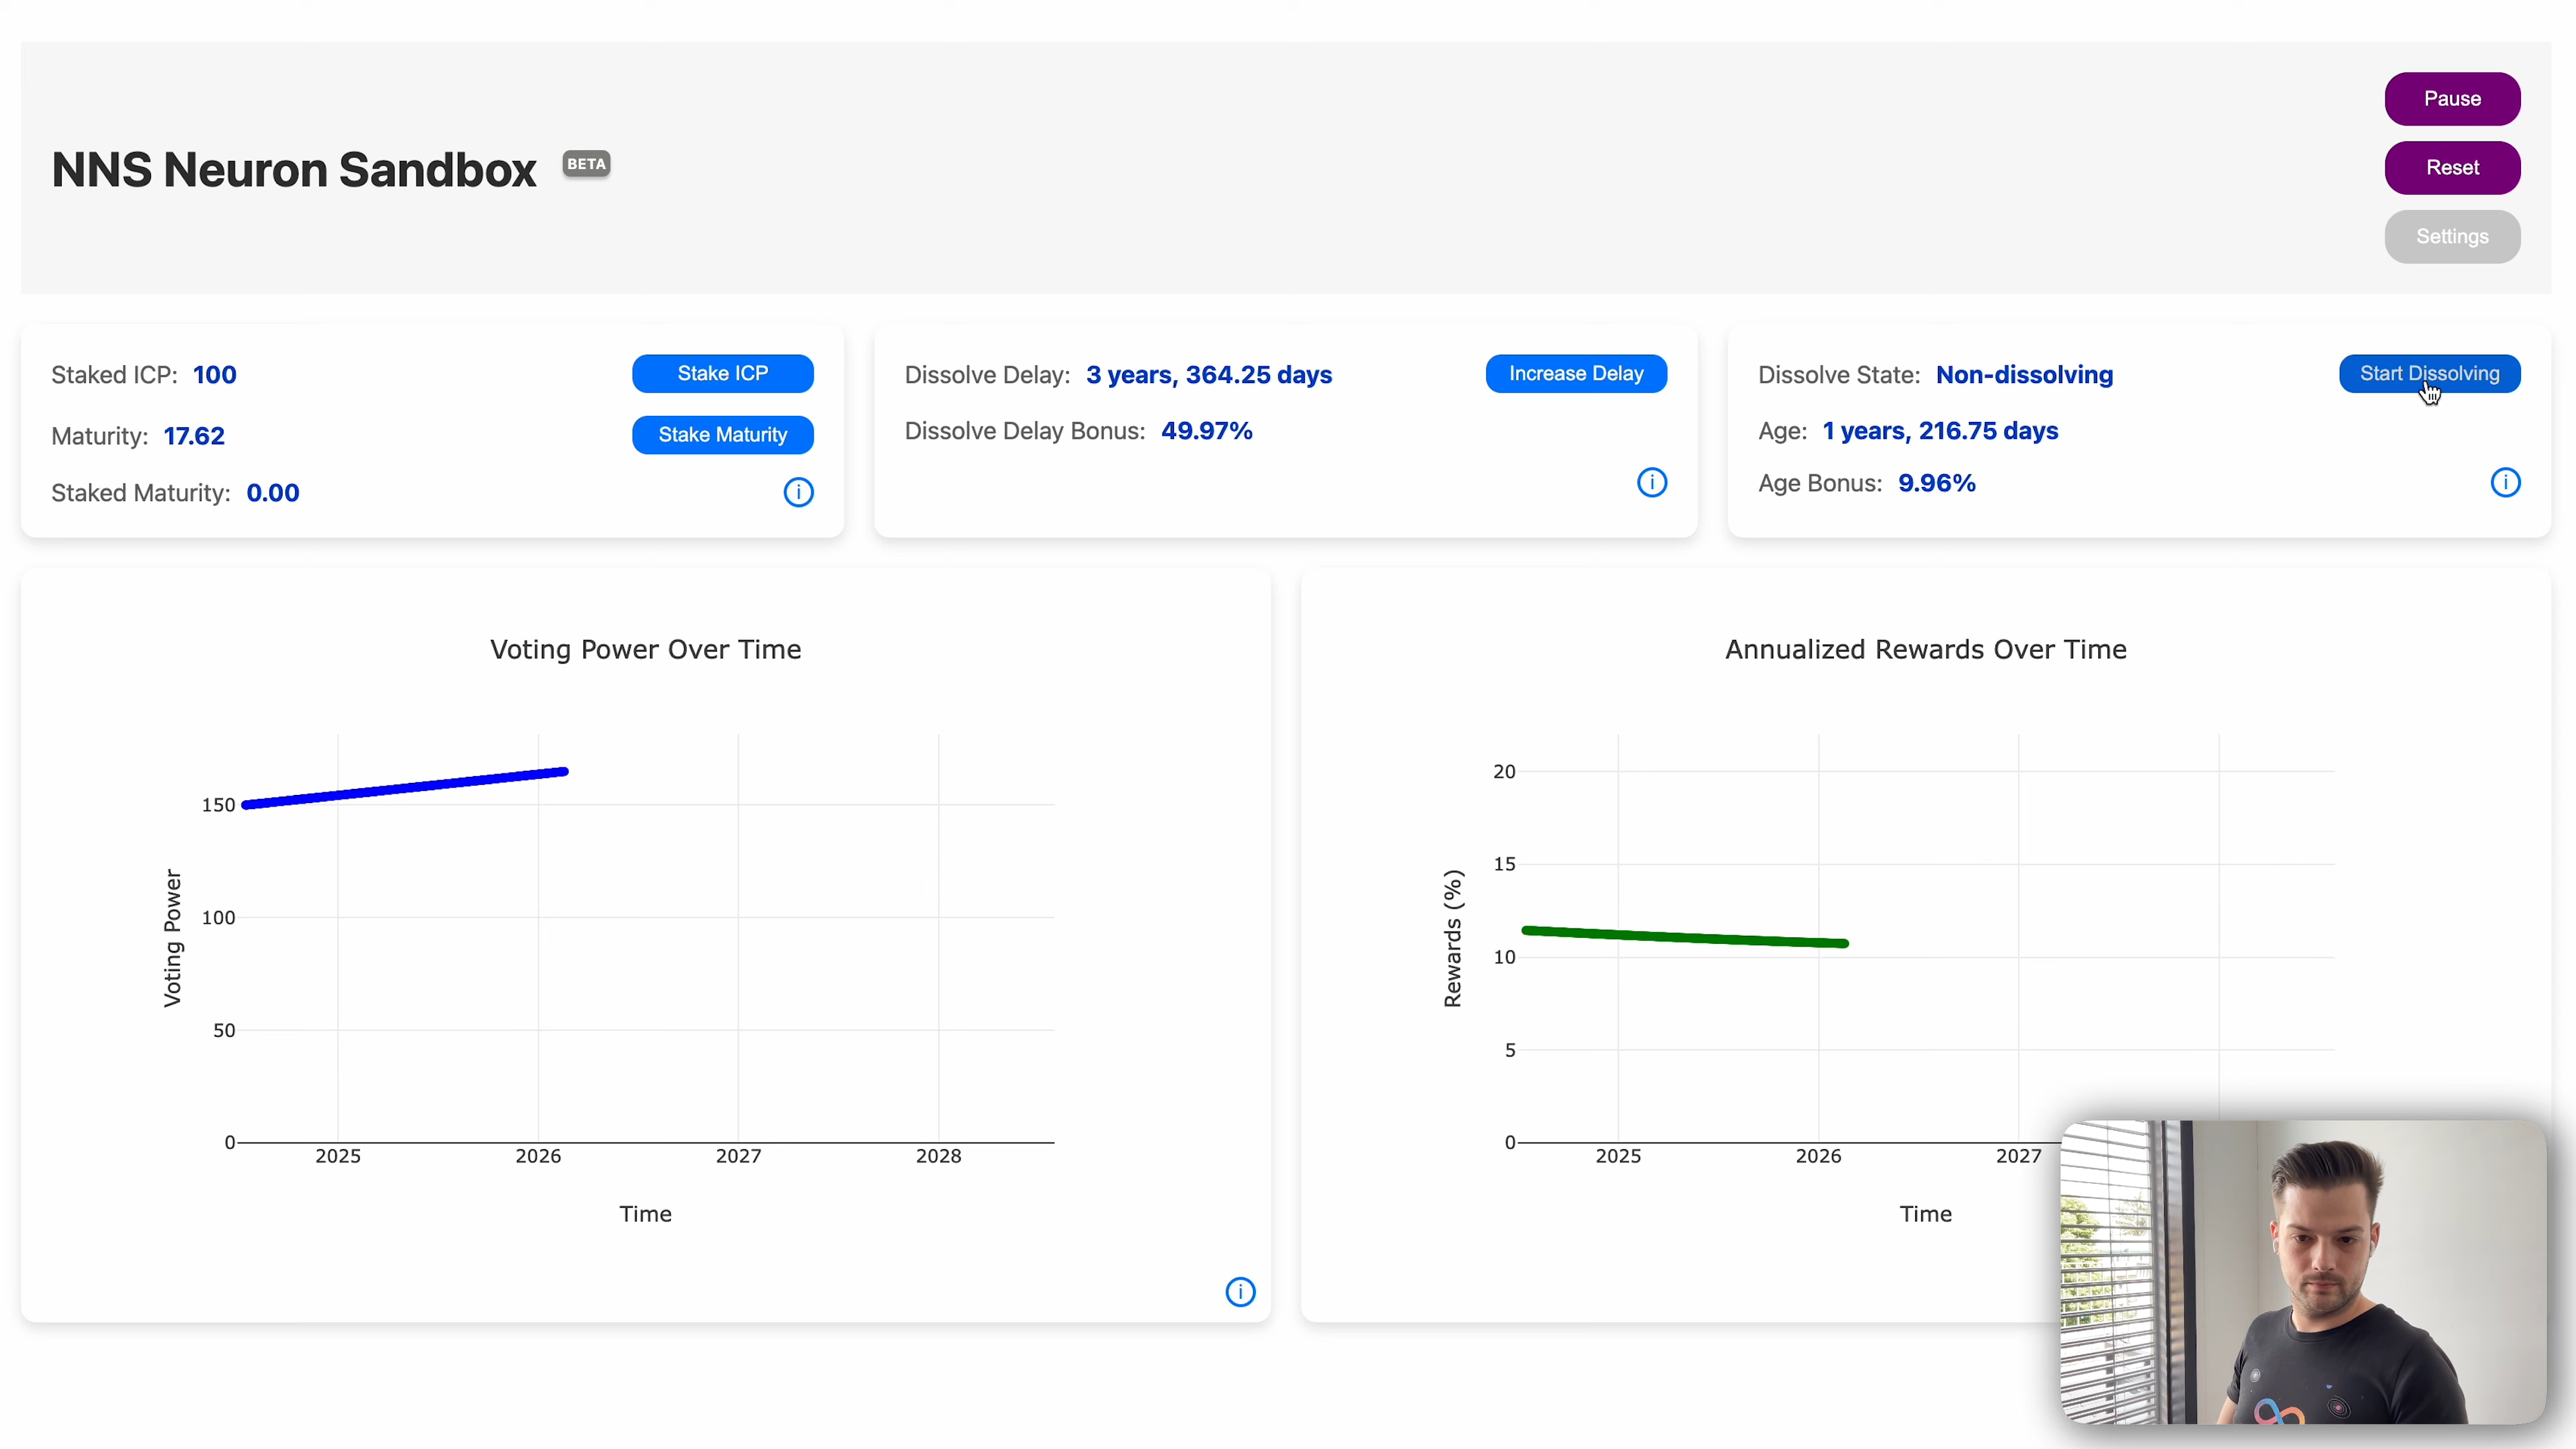 Pause
NNS Neuron Sandbox BETA
Reset
Settings
Staked ICP: 100
Stake ICP
Maturity: 17.62
Stake Maturity
Staked Maturity: 0.00
Dissolve Delay: 3 years, 364.25 days
Increase Delay
Dissolve Delay Bonus: 49.97%
Dissolve State: Non-dissolving
Start Dissolving
Age: 1 years, 216.75 days
Age Bonus: 9.96%
Voting Power Over Time
Voting Power
150
100
50
0
2025 2026 2027 2028
Time
Annualized Rewards Over Time
Rewards (%)
20
15
10
5
0
2025 2026 2027
Time